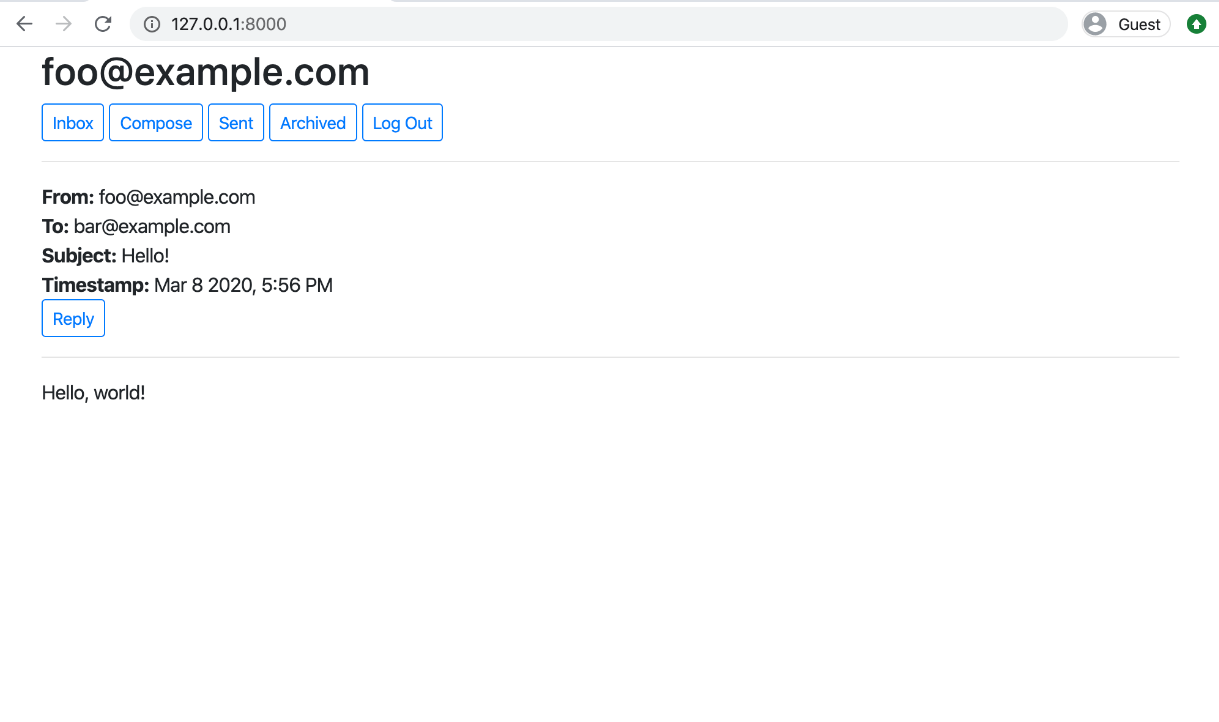 127.0.0.1:8000 Guest
foo@example.com
Inbox Compose Sent Archived Log Out
From: foo@example.com
To: bar@example.com
Subject: Hello!
Timestamp: Mar 8 2020, 5:56 PM
Reply
Hello, world!